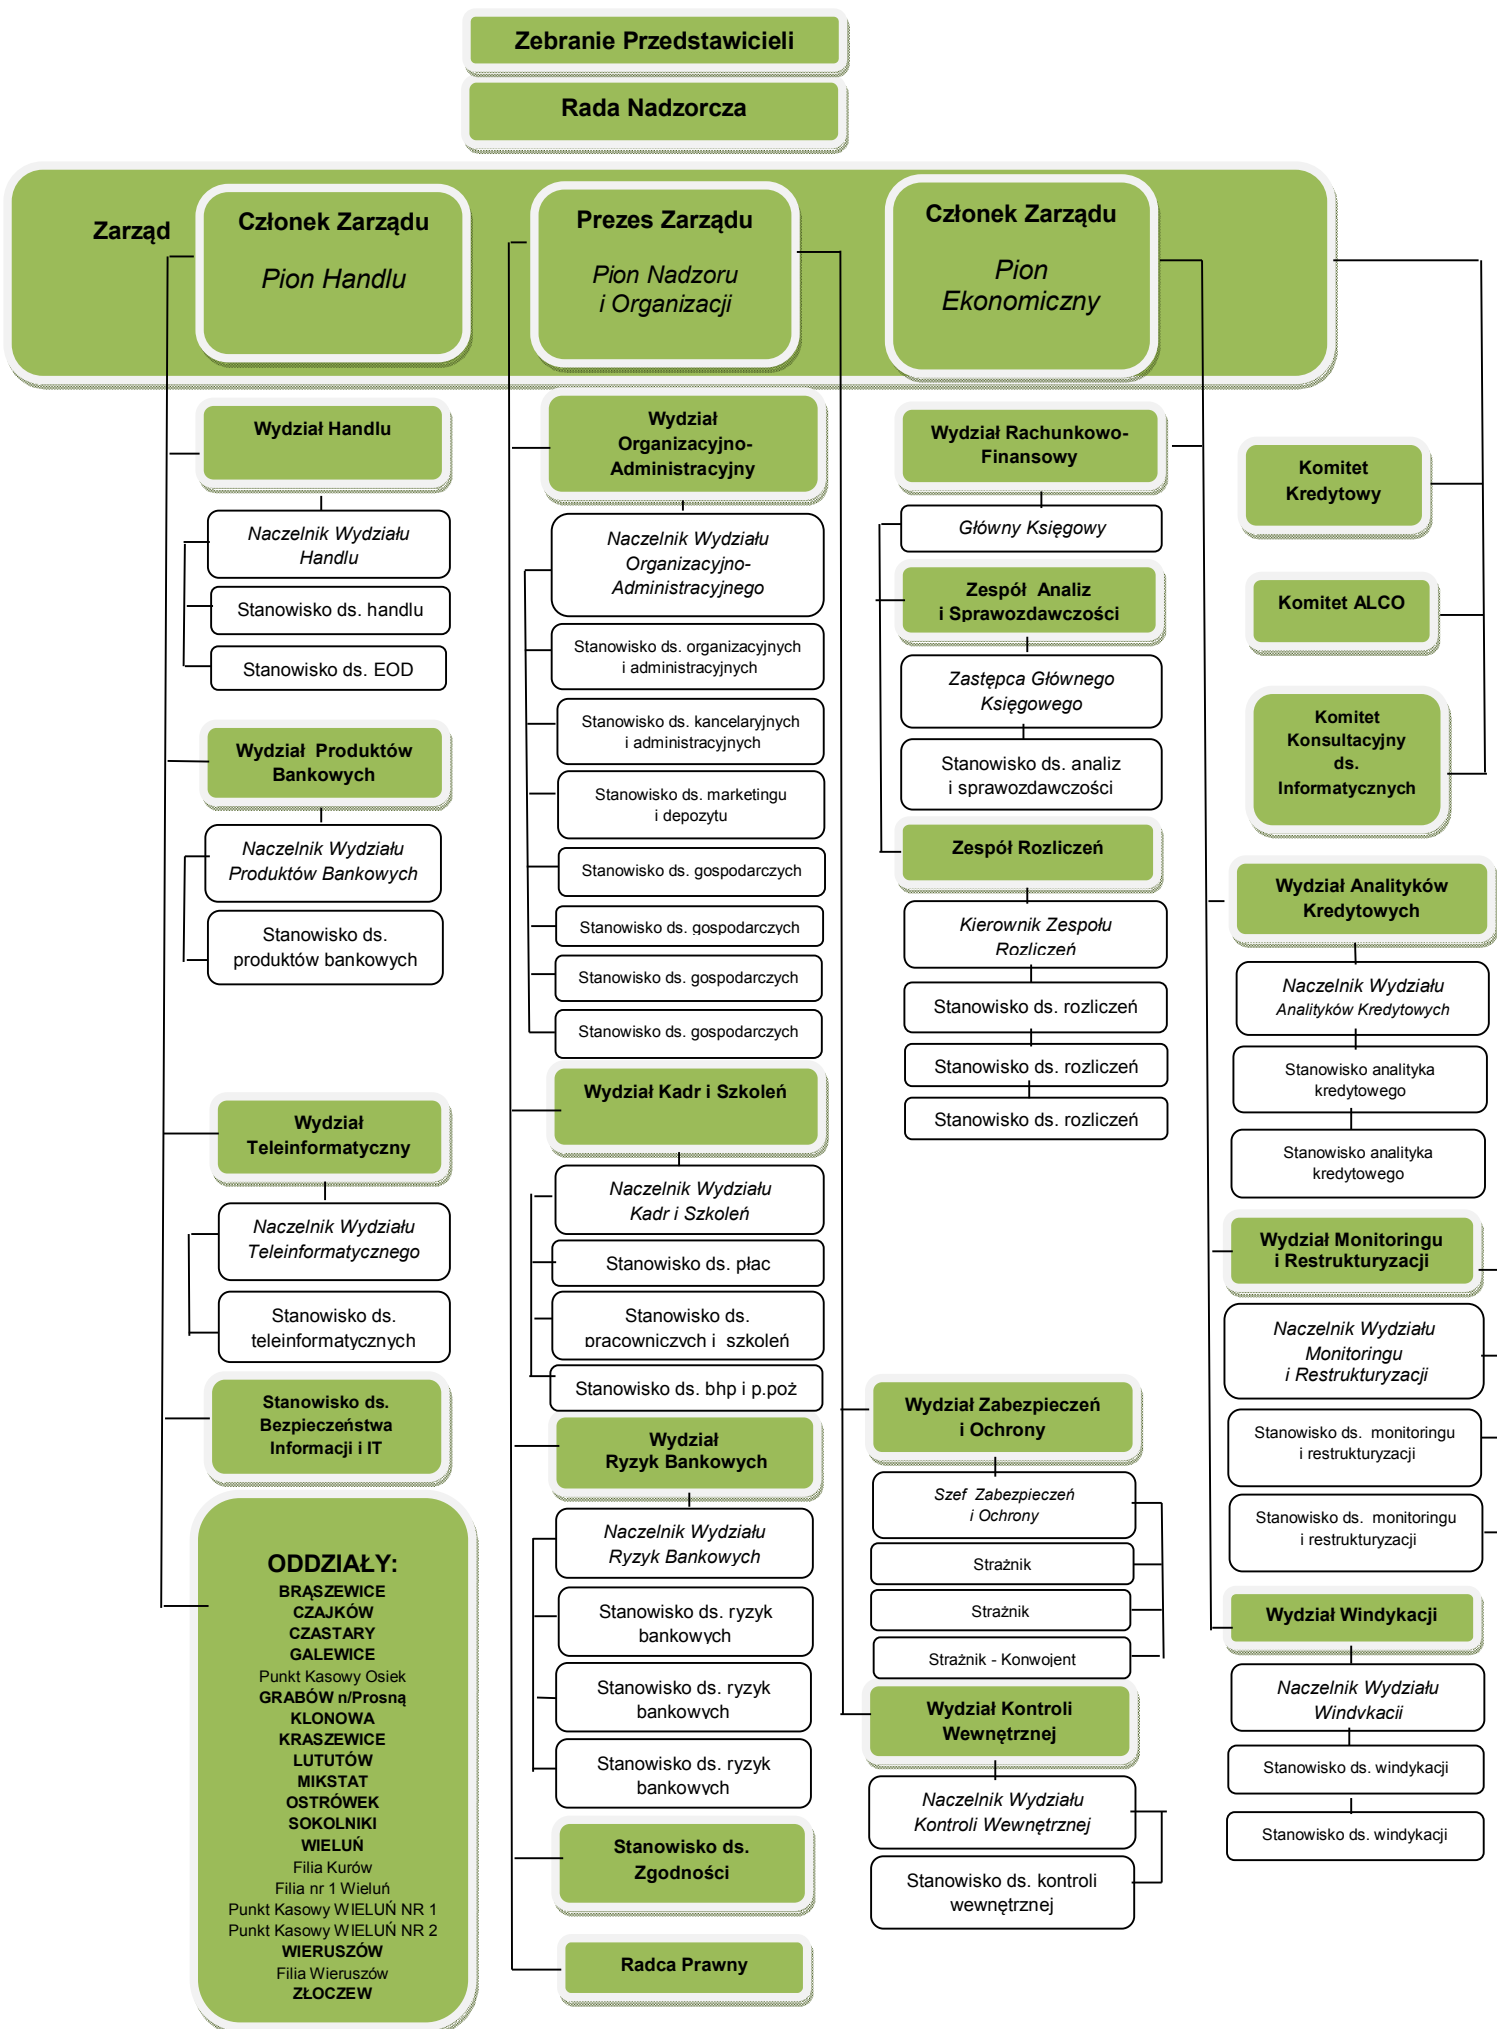 Zebranie Przedstawicieli
Rada Nadzorcza
Zarząd
Członek Zarządu
Pion Handlu
Prezes Zarządu
Pion Nadzoru
i Organizacji
Członek Zarządu
Pion
Ekonomiczny
Wydział Handlu
Naczelnik Wydziału
Handlu
Stanowisko ds. handlu
Stanowisko ds. EOD
Wydział Produktów
Bankowych
Naczelnik Wydziału
Produktów Bankowych
Stanowisko ds.
produktów bankowych
Wydział
Teleinformatyczny
Naczelnik Wydziału
Teleinformatycznego
Stanowisko ds.
teleinformatycznych
Stanowisko ds.
Bezpieczeństwa
Informacji i IT
ODDZIAŁY:
BRĄSZEWICE
CZAJKÓW
CZASTARY
GALEWICE
Punkt Kasowy Osiek
GRABÓW n/Prosną
KLONOWA
KRASZEWICE
LUTUTÓW
MIKSTAT
OSTRÓWEK
SOKOLNIKI
WIELUŃ
Filia Kurów
Filia nr 1 Wieluń
Punkt Kasowy WIELUŃ NR 1
Punkt Kasowy WIELUŃ NR 2
WIERUSZÓW
Filia Wieruszów
ZŁOCZEW
Wydział
Organizacyjno-
Administracyjny
Naczelnik Wydziału
Organizacyjno-
Administracyjnego
Stanowisko ds. organizacyjnych
i administracyjnych
Stanowisko ds. kancelaryjnych
i administracyjnych
Stanowisko ds. marketingu
i depozytu
Stanowisko ds. gospodarczych
Stanowisko ds. gospodarczych
Stanowisko ds. gospodarczych
Stanowisko ds. gospodarczych
Wydział Kadr i Szkoleń
Naczelnik Wydziału
Kadr i Szkoleń
Stanowisko ds. płac
Stanowisko ds.
pracowniczych i szkoleń
Stanowisko ds. bhp i p.poż
Wydział
Ryzyk Bankowych
Naczelnik Wydziału
Ryzyk Bankowych
Stanowisko ds. ryzyk
bankowych
Stanowisko ds. ryzyk
bankowych
Stanowisko ds. ryzyk
bankowych
Stanowisko ds.
Zgodności
Radca Prawny
Wydział Rachunkowo-
Finansowy
Główny Księgowy
Zespół Analiz
i Sprawozdawczości
Zastępca Głównego
Księgowego
Stanowisko ds. analiz
i sprawozdawczości
Zespół Rozliczeń
Kierownik Zespołu
Rozliczeń
Stanowisko ds. rozliczeń
Stanowisko ds. rozliczeń
Stanowisko ds. rozliczeń
Wydział Zabezpieczeń
i Ochrony
Szef Zabezpieczeń
i Ochrony
Strażnik
Strażnik
Strażnik - Konwojent
Wydział Kontroli
Wewnętrznej
Naczelnik Wydziału
Kontroli Wewnętrznej
Stanowisko ds. kontroli
wewnętrznej
Komitet
Kredytowy
Komitet ALCO
Komitet
Konsultacyjny
ds.
Informatycznych
Wydział Analityków
Kredytowych
Naczelnik Wydziału
Analityków Kredytowych
Stanowisko analityka
kredytowego
Stanowisko analityka
kredytowego
Wydział Monitoringu
i Restrukturyzacji
Naczelnik Wydziału
Monitoringu
i Restrukturyzacji
Stanowisko ds. monitoringu
i restrukturyzacji
Stanowisko ds. monitoringu
i restrukturyzacji
Wydział Windykacji
Naczelnik Wydziału
Windykacji
Stanowisko ds. windykacji
Stanowisko ds. windykacji